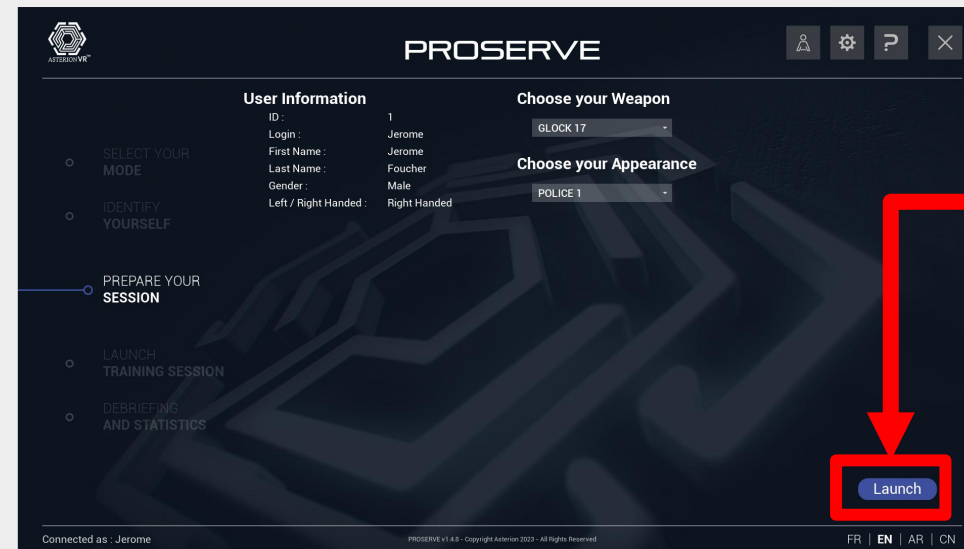 ASTERION VR™
PROSERVE
?
User Information
ID : 1
Login : Jerome
First Name : Jerome
Last Name : Foucher
Gender : Male
Left / Right Handed : Right Handed
Choose your Weapon
GLOCK 17
Choose your Appearance
POLICE 1
SELECT YOUR
MODE
IDENTIFY
YOURSELF
PREPARE YOUR
SESSION
LAUNCH
TRAINING SESSION
DEBRIEFING
AND STATISTICS
Launch
Connected as : Jerome
PROSERVE v1.4.8 - Copyright Asterion 2023 - All Rights Reserved
FR | EN | AR | CN